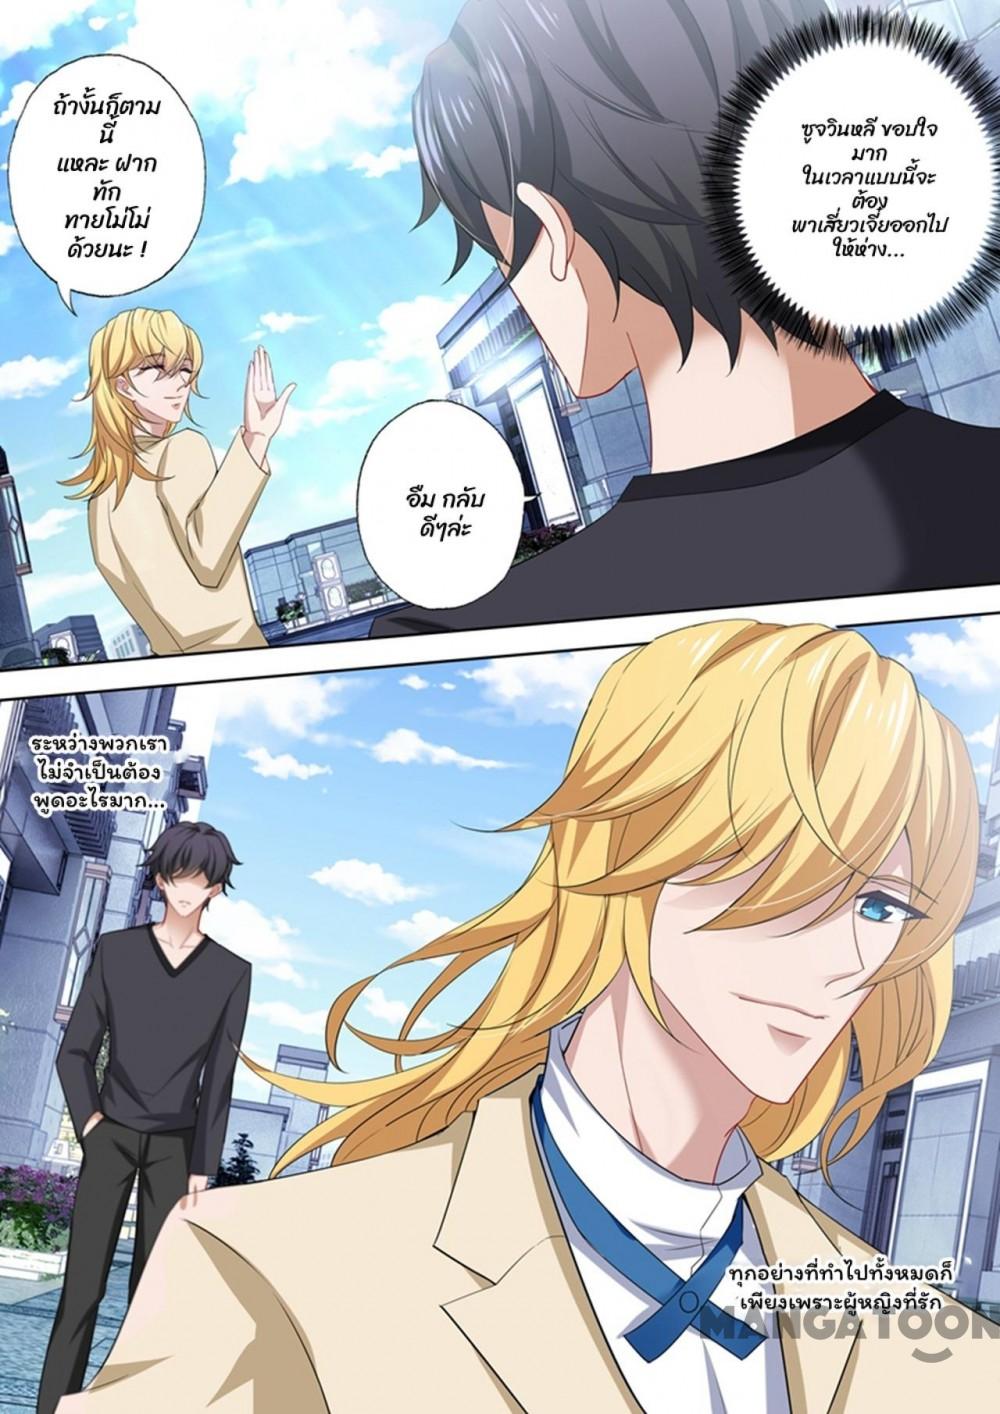 ถ้างั้นก็ตาม
นี้
แหละ ฝาก
ทัก
ทายโม่โม่
ด้วยนะ !
ซูจวินหลี ขอบใจ
มาก
ในเวลาแบบนี้จะ
ต้อง
พาเสี่ยวเจี๋ยออกไป
ให้ห่าง...
อืม กลับ
ดีๆล่ะ
ระหว่างพวกเรา
ไม่จำเป็นต้อง
พูดอะไรมาก...
ทุกอย่างที่ทำไปทั้งหมดก็
เพียงเพราะผู้หญิงที่รัก
MANGATOON